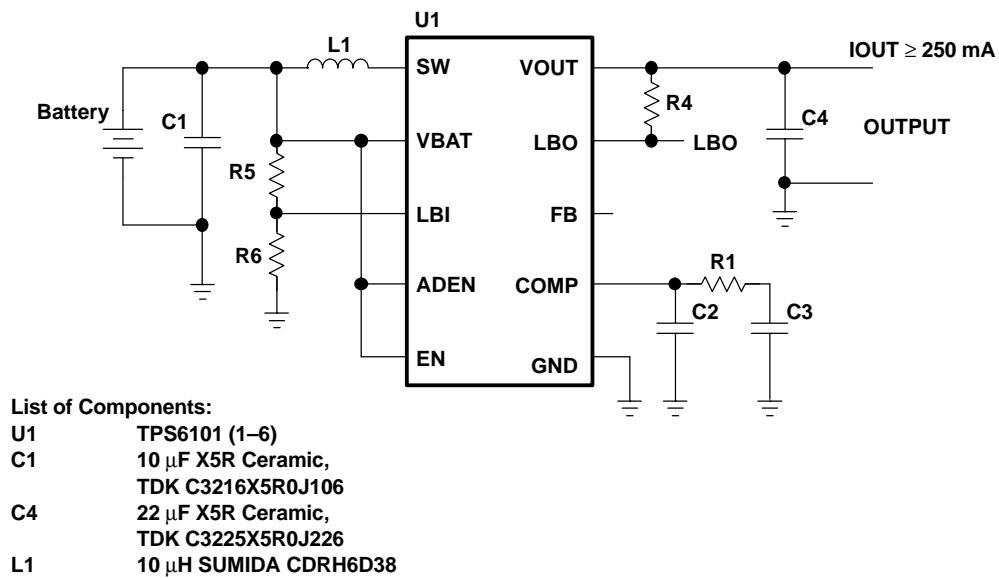 U1
L1
SW
VOUT
IOUT ≥ 250 mA
Battery
C1
R4
C4
OUTPUT
VBAT
LBO
LBO
R5
LBI
FB
R6
R1
ADEN
COMP
C2
C3
EN
GND
List of Components:
U1 TPS6101 (1–6)
C1 10 μF X5R Ceramic,
TDK C3216X5R0J106
C4 22 μF X5R Ceramic,
TDK C3225X5R0J226
L1 10 μH SUMIDA CDRH6D38